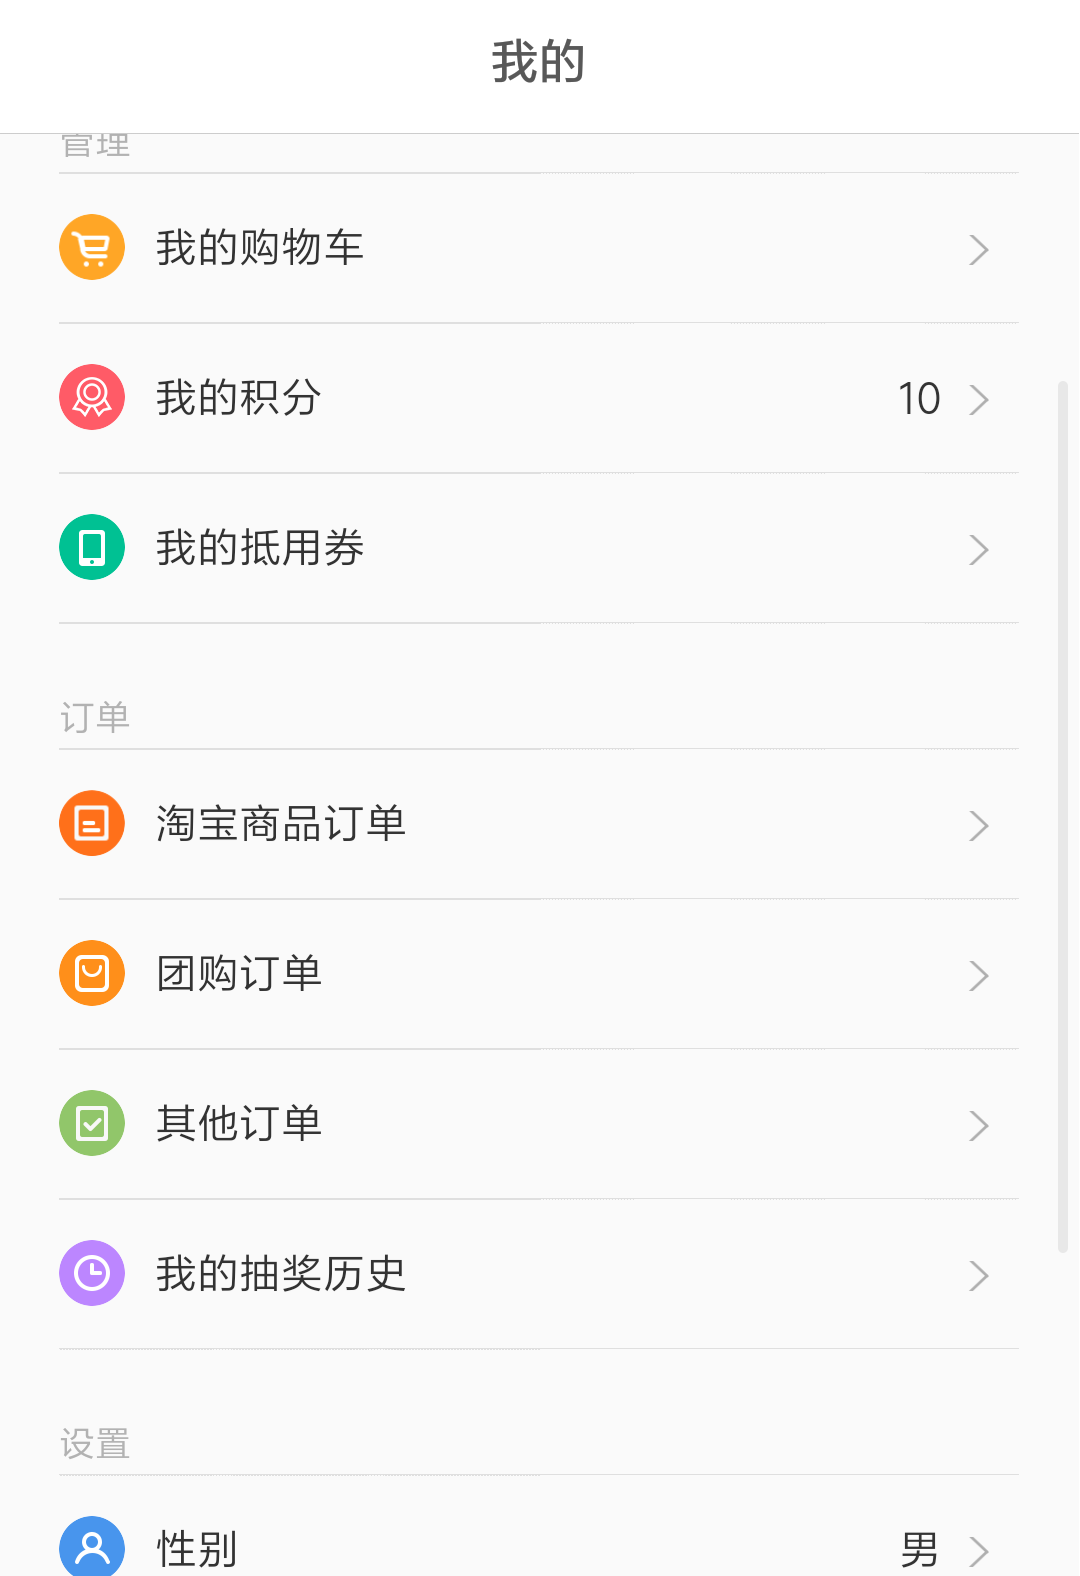 我的
管理
我的购物车
我的积分 10
我的抵用券
订单
淘宝商品订单
团购订单
其他订单
我的抽奖历史
设置
性别 男